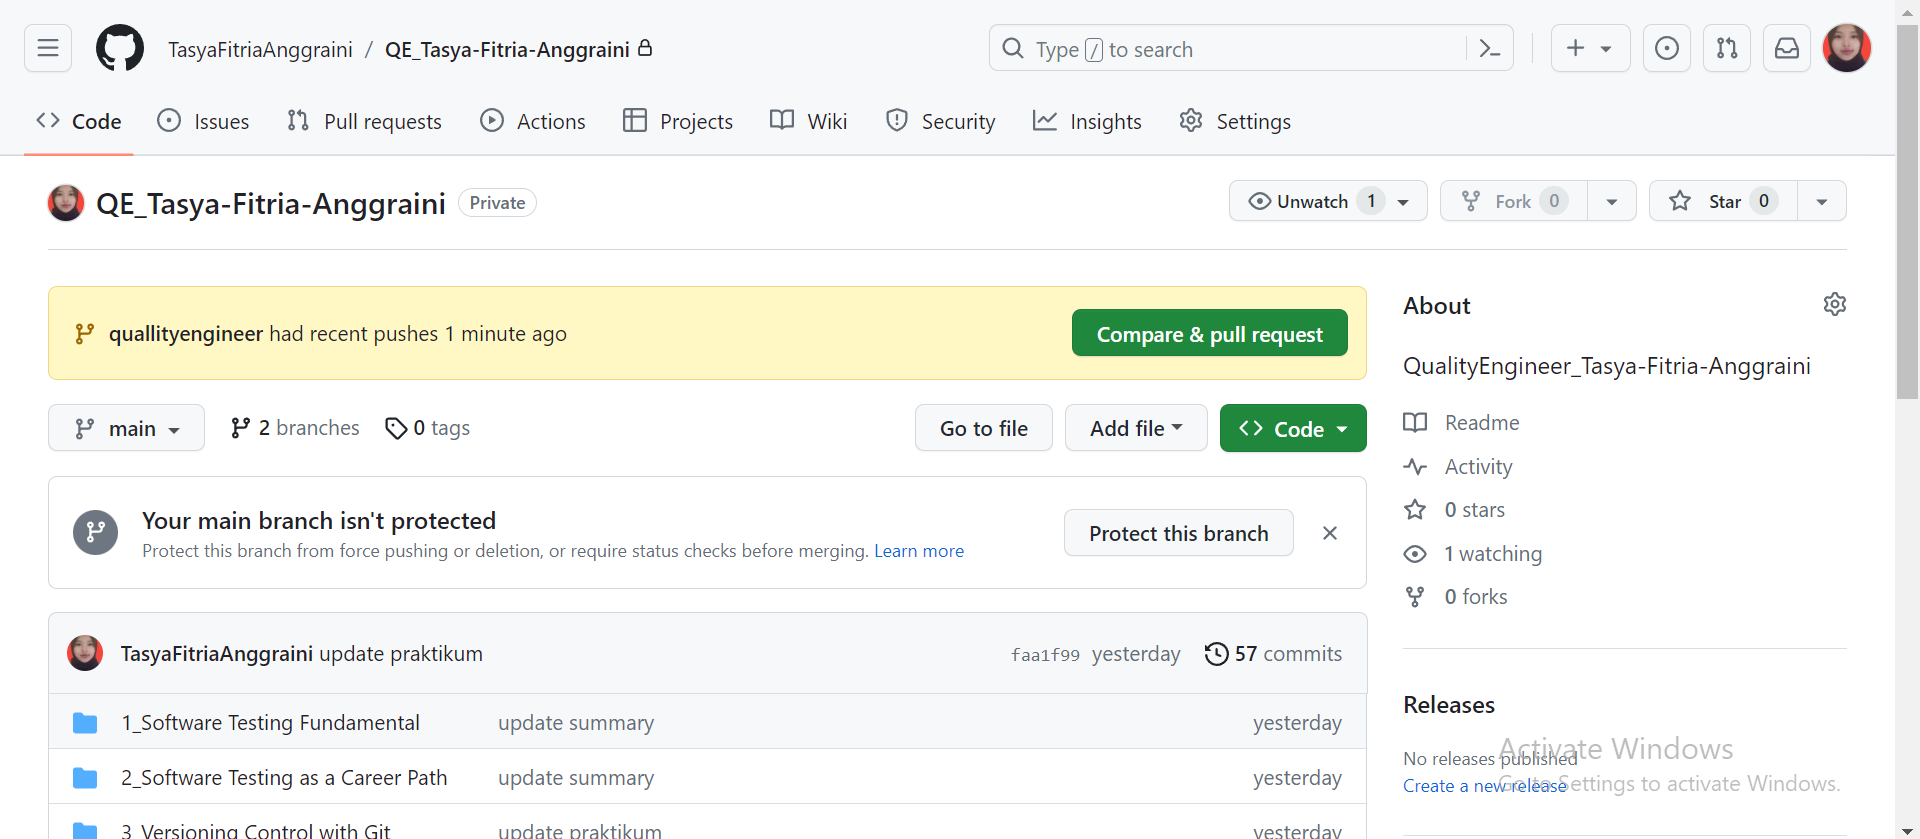 TasyaFitriaAnggraini / QE_Tasya-Fitria-Anggraini
Type / to search
Code Issues Pull requests Actions Projects Wiki Security Insights Settings
QE_Tasya-Fitria-Anggraini Private
Unwatch 1 Fork 0 Star 0
quallityengineer had recent pushes 1 minute ago
Compare & pull request
main 2 branches 0 tags
Go to file Add file Code
Your main branch isn't protected
Protect this branch from force pushing or deletion, or require status checks before merging. Learn more
Protect this branch
TasyaFitriaAnggraini update praktikum faa1f99 yesterday 57 commits
1_Software Testing Fundamental update summary yesterday
2_Software Testing as a Career Path update summary yesterday
3_Versioning Control with Git update praktikum yesterday
About
QualityEngineer_Tasya-Fitria-Anggraini
Readme
Activity
0 stars
1 watching
0 forks
Releases
No releases published
Create a new release
Activate Windows
Go to Settings to activate Windows.